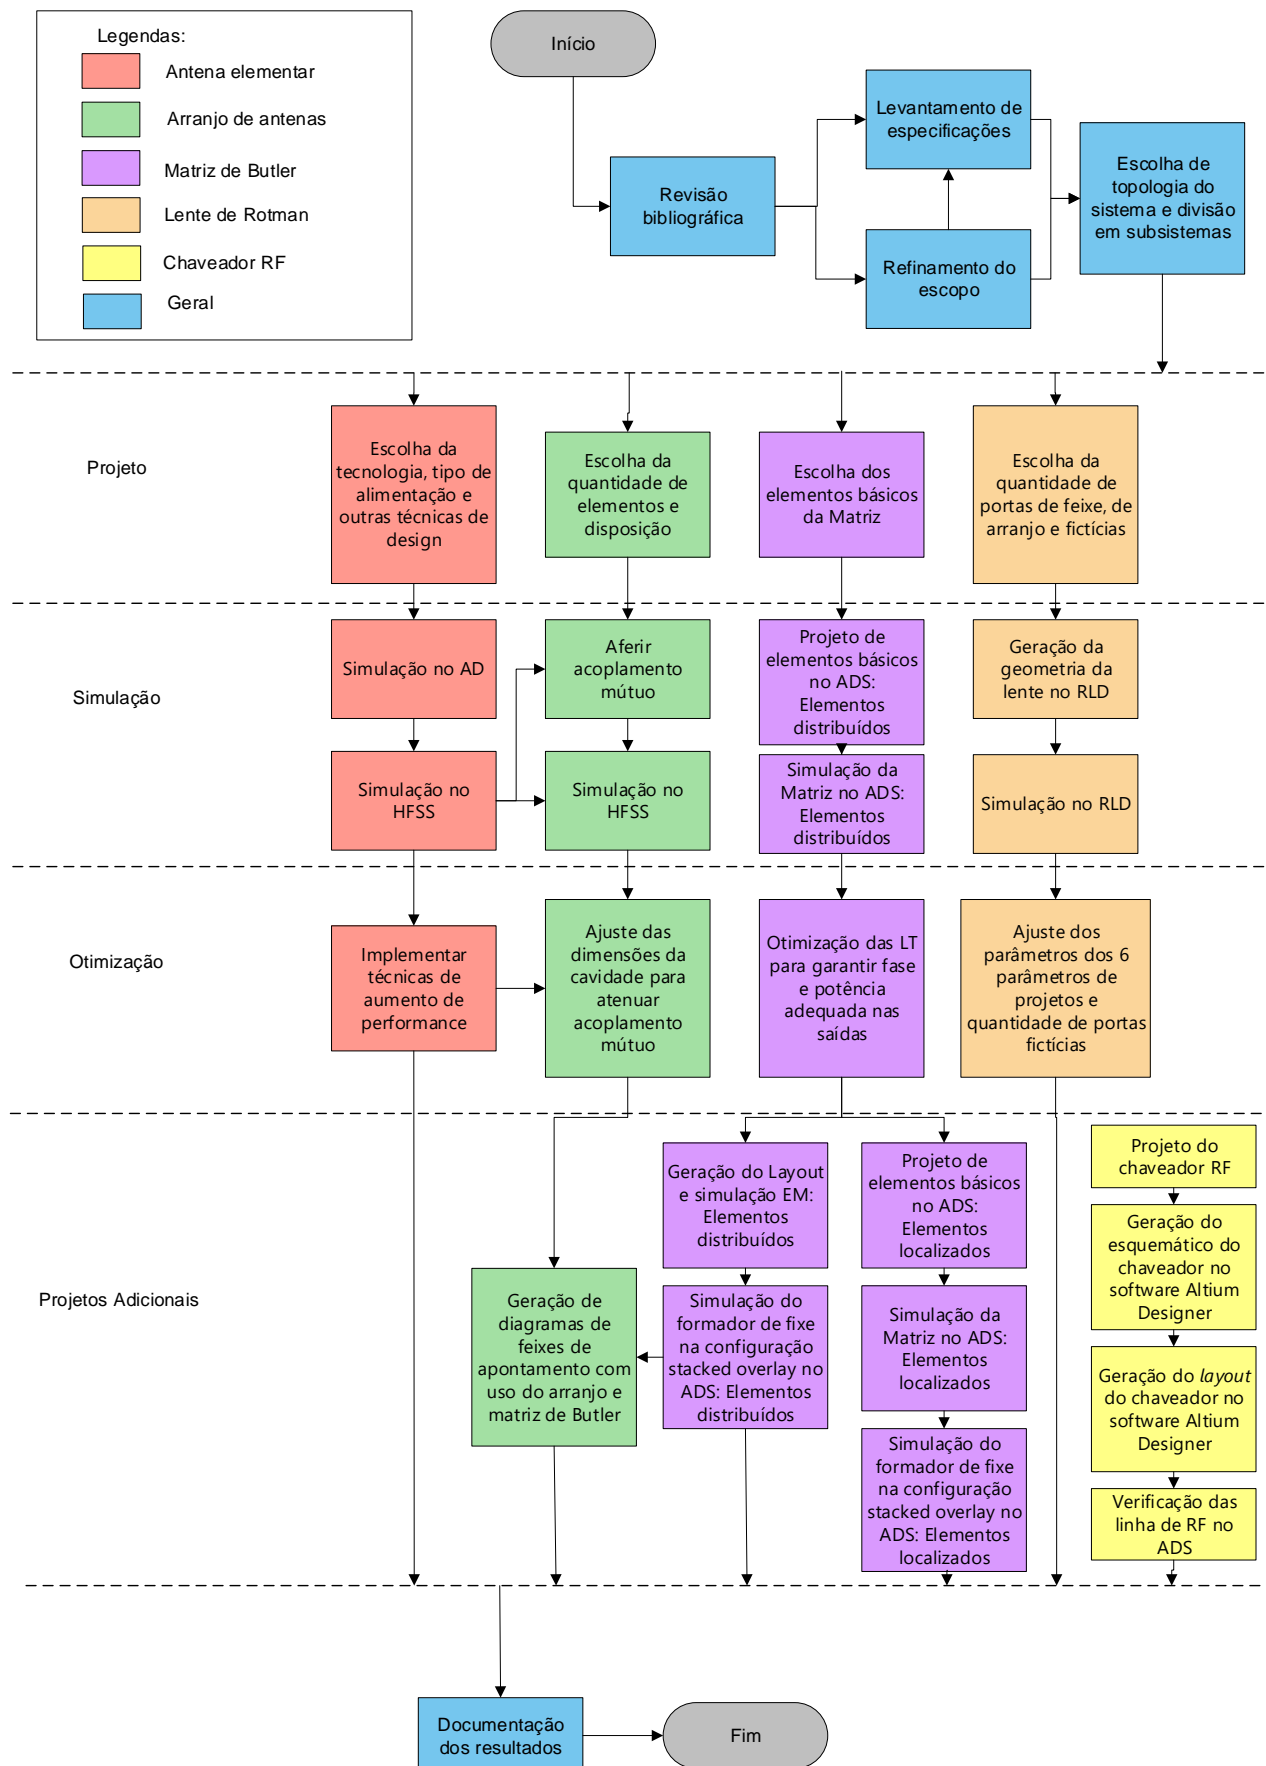 Legendas:
Antena elementar
Arranjo de antenas
Matriz de Butler
Lente de Rotman
Chaveador RF
Geral
Início
Revisão
bibliográfica
Levantamento de
especificações
Refinamento do
escopo
Escolha de
topologia do
sistema e divisão
em subsistemas
Projeto
Escolha da
tecnologia, tipo de
alimentação e
outras técnicas de
design
Escolha da
quantidade de
elementos e
disposição
Escolha dos
elementos básicos
da Matriz
Escolha da
quantidade de
portas de feixe, de
arranjo e fictícias
Simulação
Simulação no AD
Aferir
acoplamento
mútuo
Projeto de
elementos básicos
no ADS:
Elementos
distribuídos
Geração da
geometria da
lente no RLD
Simulação no
HFSS
Simulação no
HFSS
Simulação da
Matriz no ADS:
Elementos
distribuídos
Simulação no RLD
Otimização
Implementar
técnicas de
aumento de
performance
Ajuste das
dimensões da
cavidade para
atenuar
acoplamento
mútuo
Otimização das LT
para garantir fase
e potência
adequada nas
saídas
Ajuste dos
parâmetros dos 6
parâmetros de
projetos e
quantidade de portas
fictícias
Projetos Adicionais
Geração de
diagramas de
feixes de
apontamento com
uso do arranjo e
matriz de Butler
Geração do Layout
e simulação EM:
Elementos
distribuídos
Simulação do
formador de fixe
na configuração
stacked overlay no
ADS: Elementos
distribuídos
Projeto de
elementos básicos
no ADS:
Elementos
localizados
Simulação da
Matriz no ADS:
Elementos
localizados
Simulação do
formador de fixe
na configuração
stacked overlay no
ADS: Elementos
localizados
Projeto do
chaveador RF
Geração do
esquemático do
chaveador no
software Altium
Designer
Geração do layout
do chaveador no
software Altium
Designer
Verificação das
linha de RF no
ADS
Documentação
dos resultados
Fim